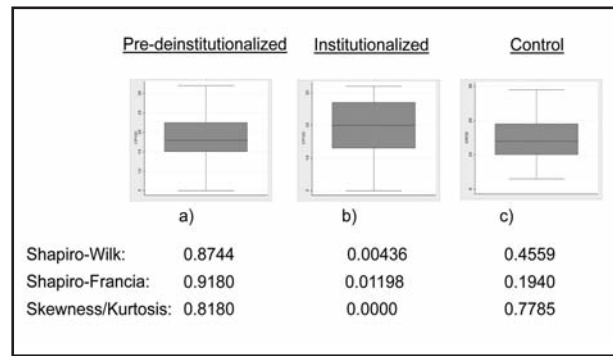 Pre-deinstitutionalized Institutionalized Control
a) b) c)
Shapiro-Wilk: 0.8744 0.00436 0.4559
Shapiro-Francia: 0.9180 0.01198 0.1940
Skewness/Kurtosis: 0.8180 0.0000 0.7785